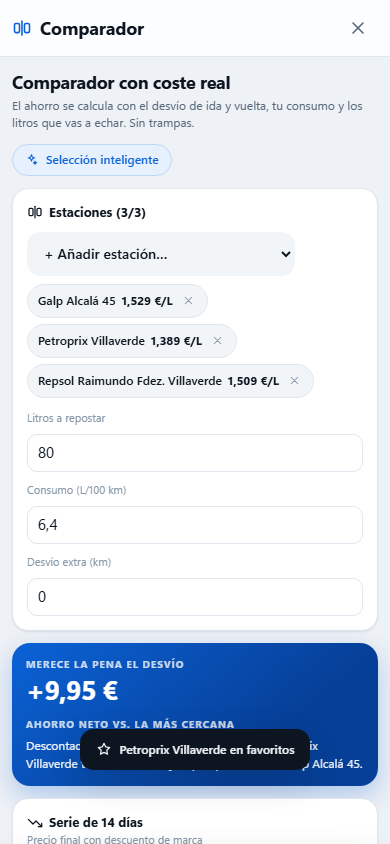 Comparador
Comparador con coste real
El ahorro se calcula con el desvío de ida y vuelta, tu consumo y los
litros que vas a echar. Sin trampas.
Selección inteligente
Estaciones (3/3)
+ Añadir estación...
Galp Alcalá 45 1,529 €/L
Petroprix Villaverde 1,389 €/L
Repsol Raimundo Fdez. Villaverde 1,509 €/L
Litros a repostar
80
Consumo (L/100 km)
6,4
Desvío extra (km)
0
MERECE LA PENA EL DESVÍO
+9,95 €
AHORRO NETO VS. LA MÁS CERCANA
Villaverde Alcalá 45.
Petroprix Villaverde en favoritos
Serie de 14 días
Precio final con descuento de marca